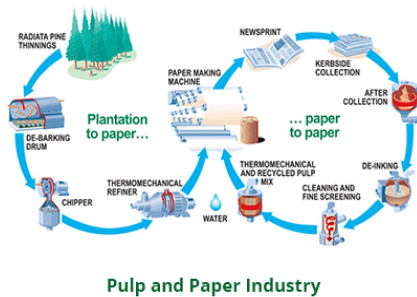 RADIATA PINE
THINNINGS
DE-BARKING
DRUM
CHIPPER
THERMOMECHANICAL
REFINER
Plantation
to paper...
PAPER MAKING
MACHINE
WATER
NEWSPRINT
KERBSIDE
COLLECTION
AFTER
COLLECTION
DE-INKING
CLEANING AND
FINE SCREENING
THERMOMECHANICAL
AND RECYCLED PULP
MIX
... paper
to paper
Pulp and Paper Industry